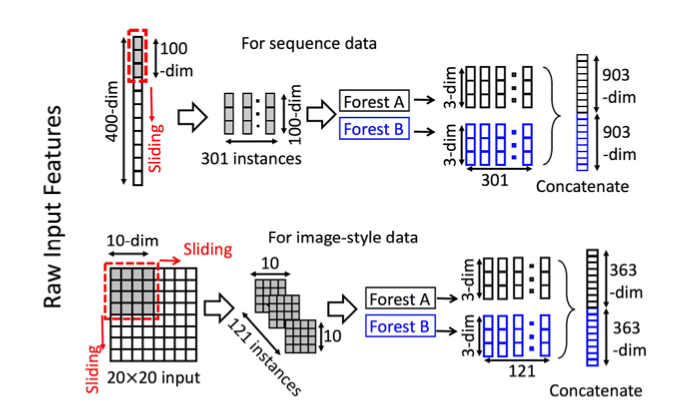 Raw Input Features
For sequence data
400-dim
100
-dim
Sliding
301 instances
100-dim
Forest A
Forest B
3-dim
3-dim
301
903
-dim
903
-dim
Concatenate
For image-style data
10-dim
Sliding
Sliding
20×20 input
10
10
121 instances
Forest A
Forest B
3-dim
3-dim
121
363
-dim
363
-dim
Concatenate